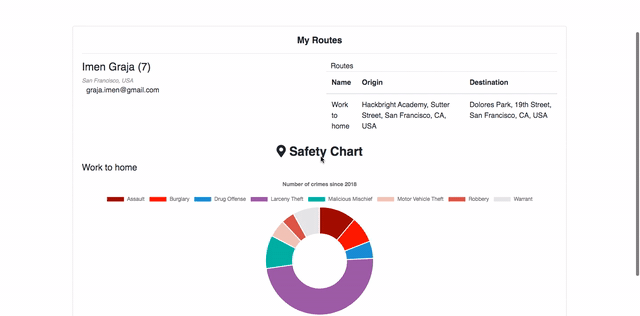 My Routes
Imen Graja (7)
San Francisco, USA
graja.imen@gmail.com
Routes
Name Origin Destination
Work to home
Hackbright Academy, Sutter Street, San Francisco, CA, USA
Dolores Park, 19th Street, San Francisco, CA, USA
Safety Chart
Work to home
Number of crimes since 2018
Assault Burglary Drug Offense Larceny Theft Malicious Mischief Motor Vehicle Theft Robbery Warrant